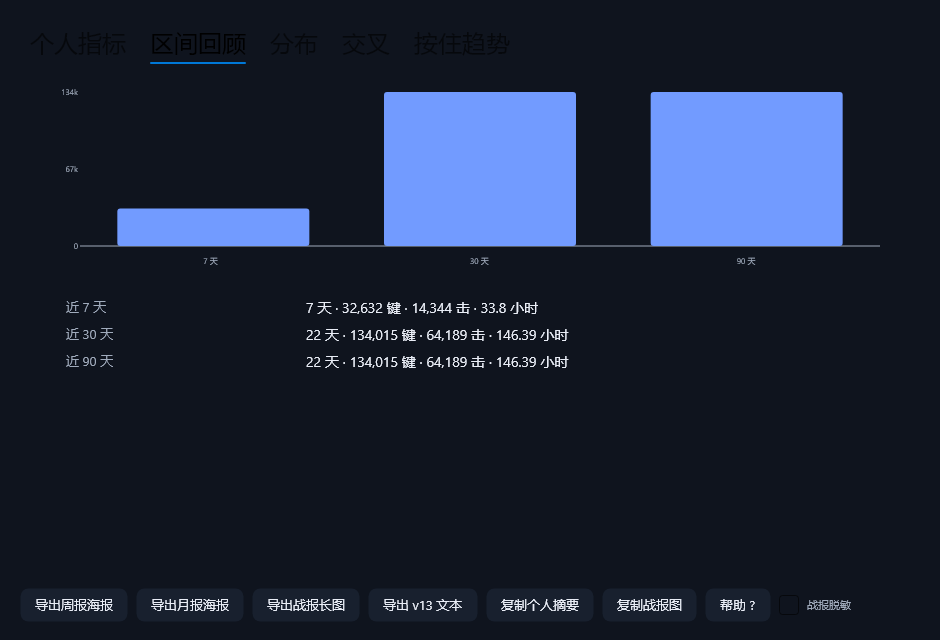 个人指标 区间回顾 分布 交叉 按住趋势
134k
67k
0
7 天 30 天 90 天
近 7 天 7 天 · 32,632 键 · 14,344 击 · 33.8 小时
近 30 天 22 天 · 134,015 键 · 64,189 击 · 146.39 小时
近 90 天 22 天 · 134,015 键 · 64,189 击 · 146.39 小时
导出周报海报 导出月报海报 导出战报长图 导出 v13 文本 复制个人摘要 复制战报图 帮助 ? 战报脱敏